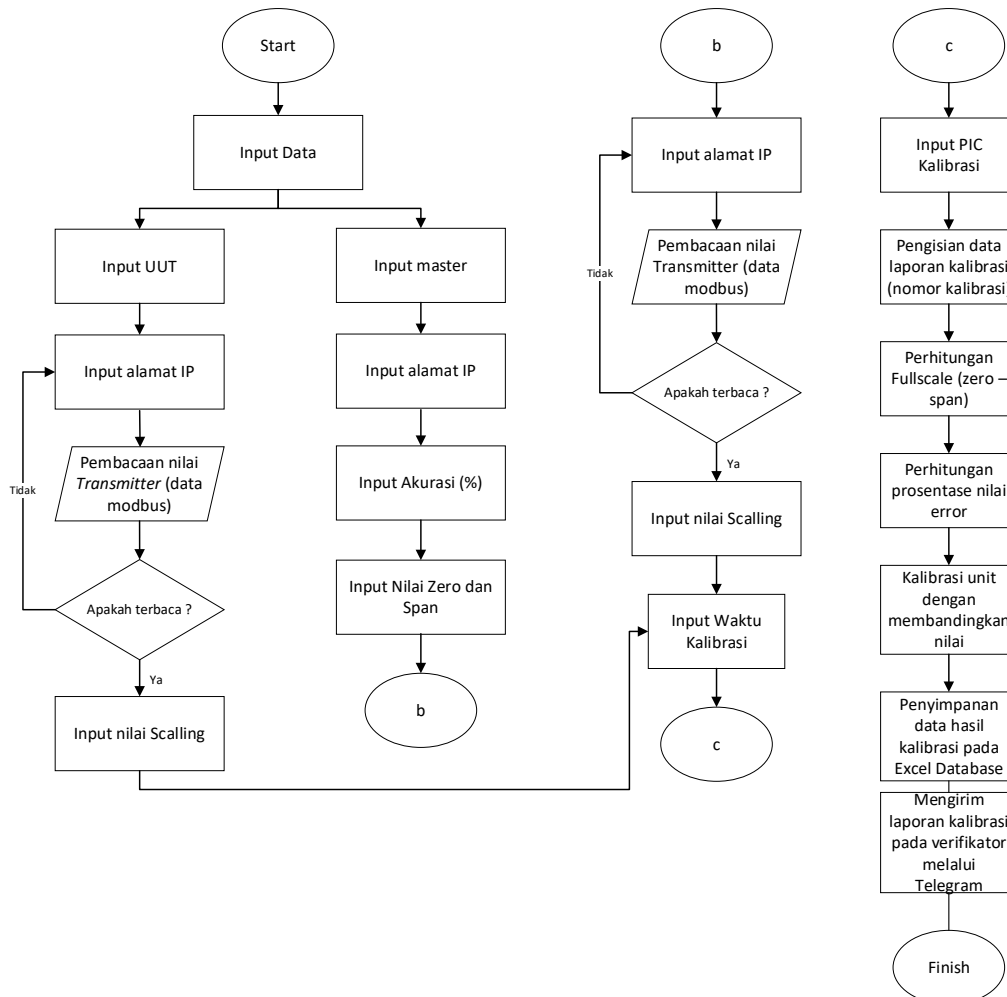 Start
Input Data
Input UUT
Input alamat IP
Pembacaan nilai
Transmitter (data
modbus)
Tidak
Apakah terbaca ?
Ya
Input nilai Scalling
Input master
Input alamat IP
Input Akurasi (%)
Input Nilai Zero dan
Span
b
b
Input alamat IP
Pembacaan nilai
Transmitter (data
modbus)
Tidak
Apakah terbaca ?
Ya
Input nilai Scalling
Input Waktu
Kalibrasi
c
c
Input PIC
Kalibrasi
Pengisian data
laporan kalibrasi
(nomor kalibrasi)
Perhitungan
Fullscale (zero –
span)
Perhitungan
prosentase nilai
error
Kalibrasi unit
dengan
membandingkan
nilai
Penyimpanan
data hasil
kalibrasi pada
Excel Database
Mengirim
laporan kalibrasi
pada verifikator
melalui
Telegram
Finish